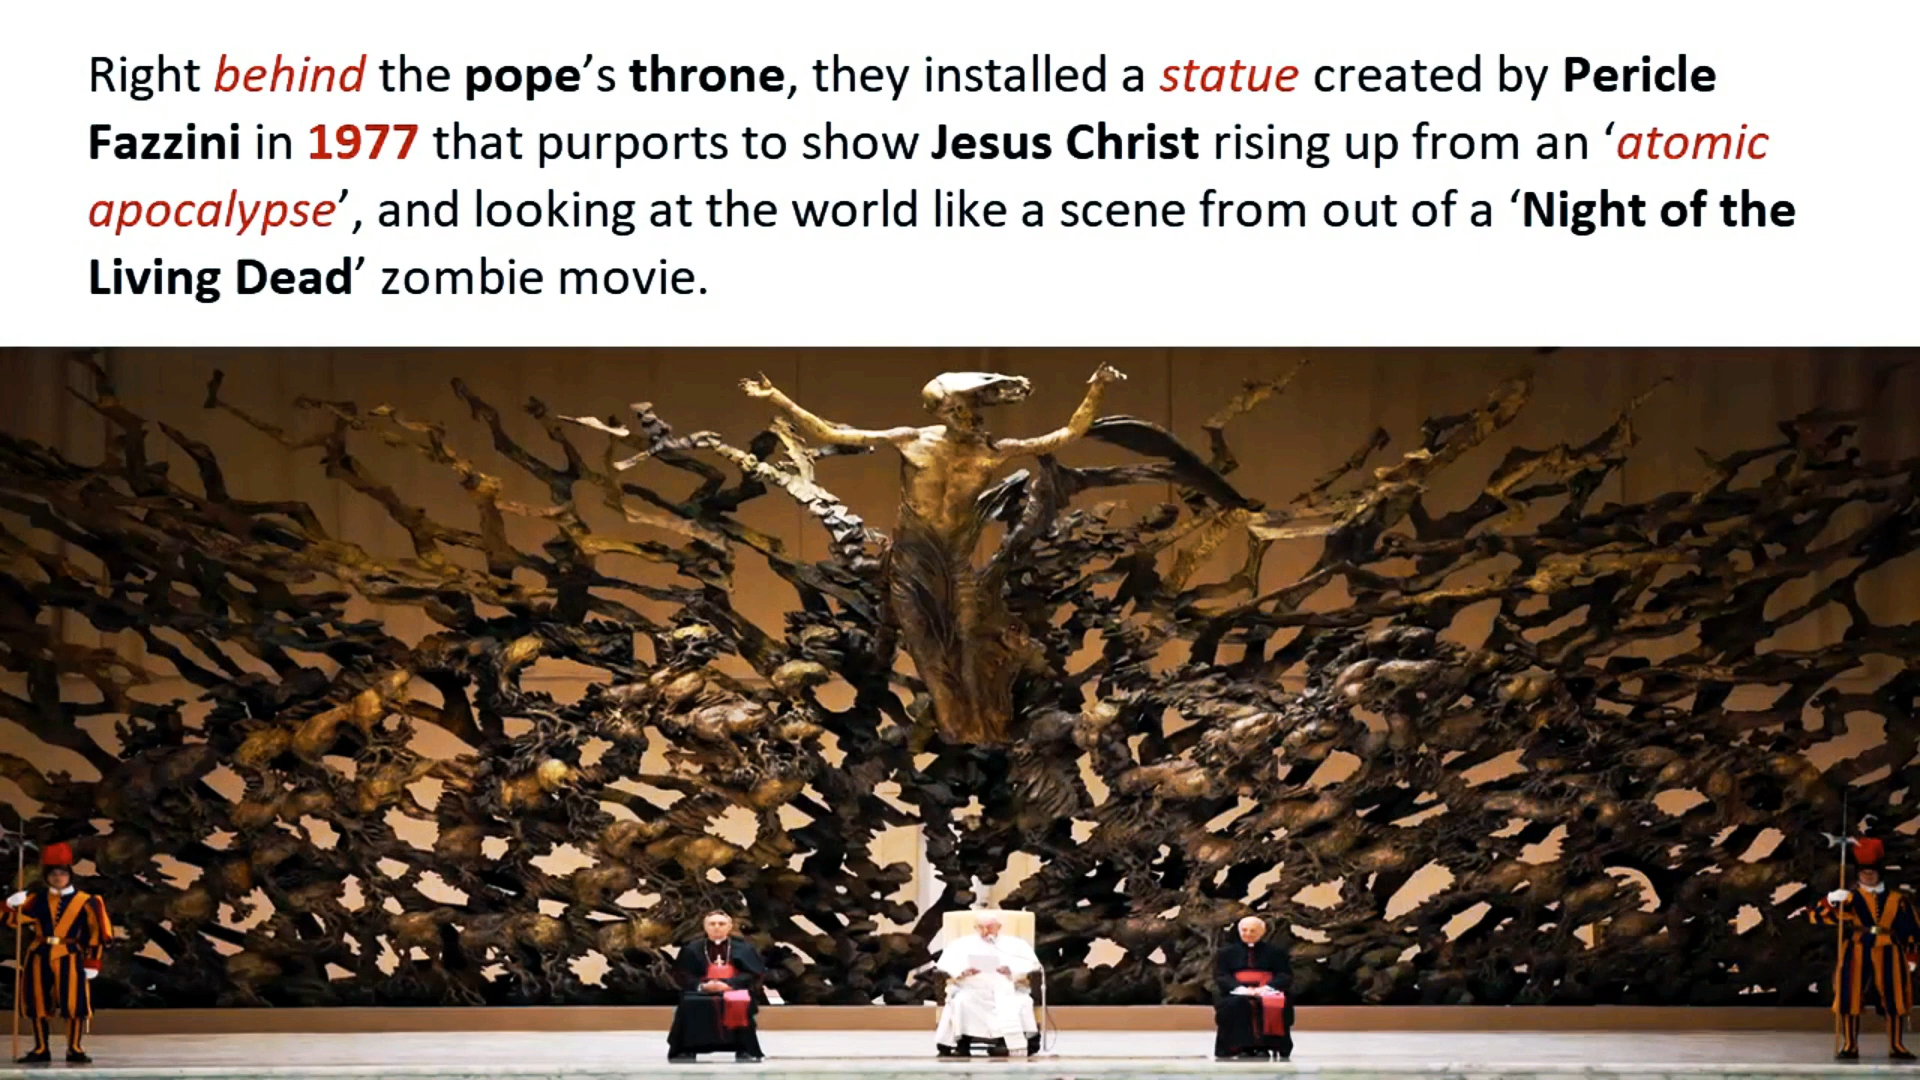 Right behind the pope’s throne, they installed a statue created by Pericle
Fazzini in 1977 that purports to show Jesus Christ rising up from an ‘atomic
apocalypse’, and looking at the world like a scene from out of a ‘Night of the
Living Dead’ zombie movie.